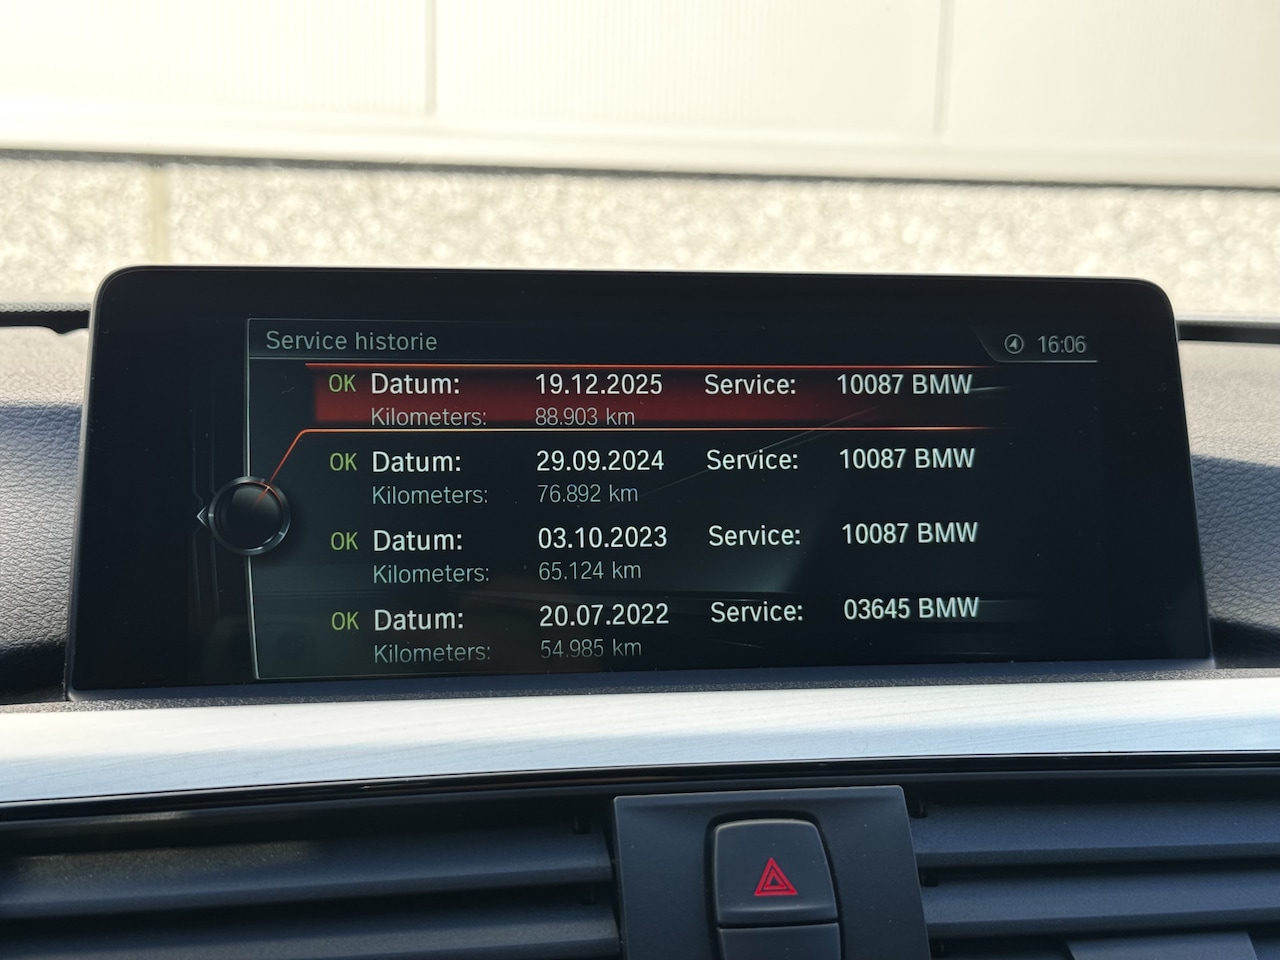 Service historie 16:06
OK Datum: 19.12.2025 Service: 10087 BMW
Kilometers: 88.903 km
OK Datum: 29.09.2024 Service: 10087 BMW
Kilometers: 76.892 km
OK Datum: 03.10.2023 Service: 10087 BMW
Kilometers: 65.124 km
OK Datum: 20.07.2022 Service: 03645 BMW
Kilometers: 54.985 km